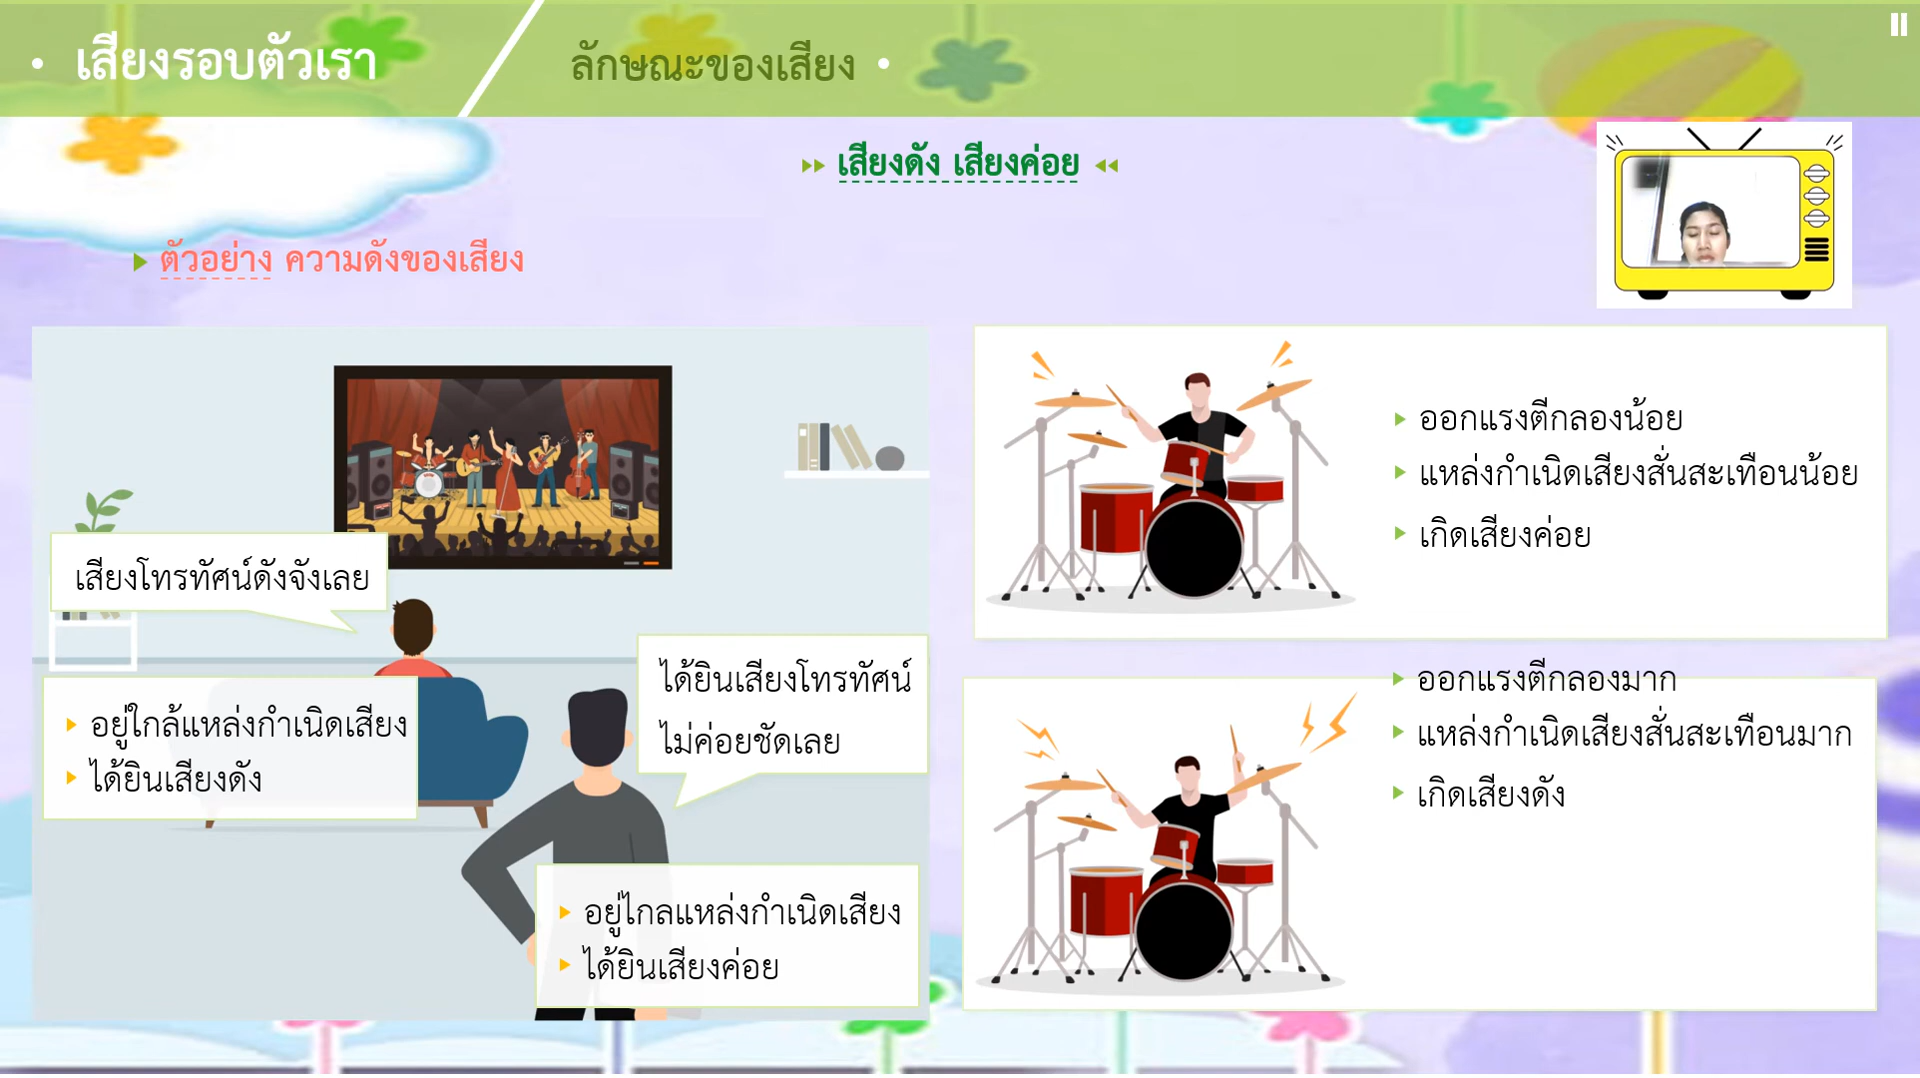 • เสียงรอบตัวเรา
ลักษณะของเสียง •
เสียงดัง เสียงค่อย
ตัวอย่าง ความดังของเสียง
เสียงโทรทัศน์ดังจังเลย
อยู่ใกล้แหล่งกำเนิดเสียง
ได้ยินเสียงดัง
ได้ยินเสียงโทรทัศน์
ไม่ค่อยชัดเลย
อยู่ไกลแหล่งกำเนิดเสียง
ได้ยินเสียงค่อย
ออกแรงตีกลองน้อย
แหล่งกำเนิดเสียงสั่นสะเทือนน้อย
เกิดเสียงค่อย
ออกแรงตีกลองมาก
แหล่งกำเนิดเสียงสั่นสะเทือนมาก
เกิดเสียงดัง